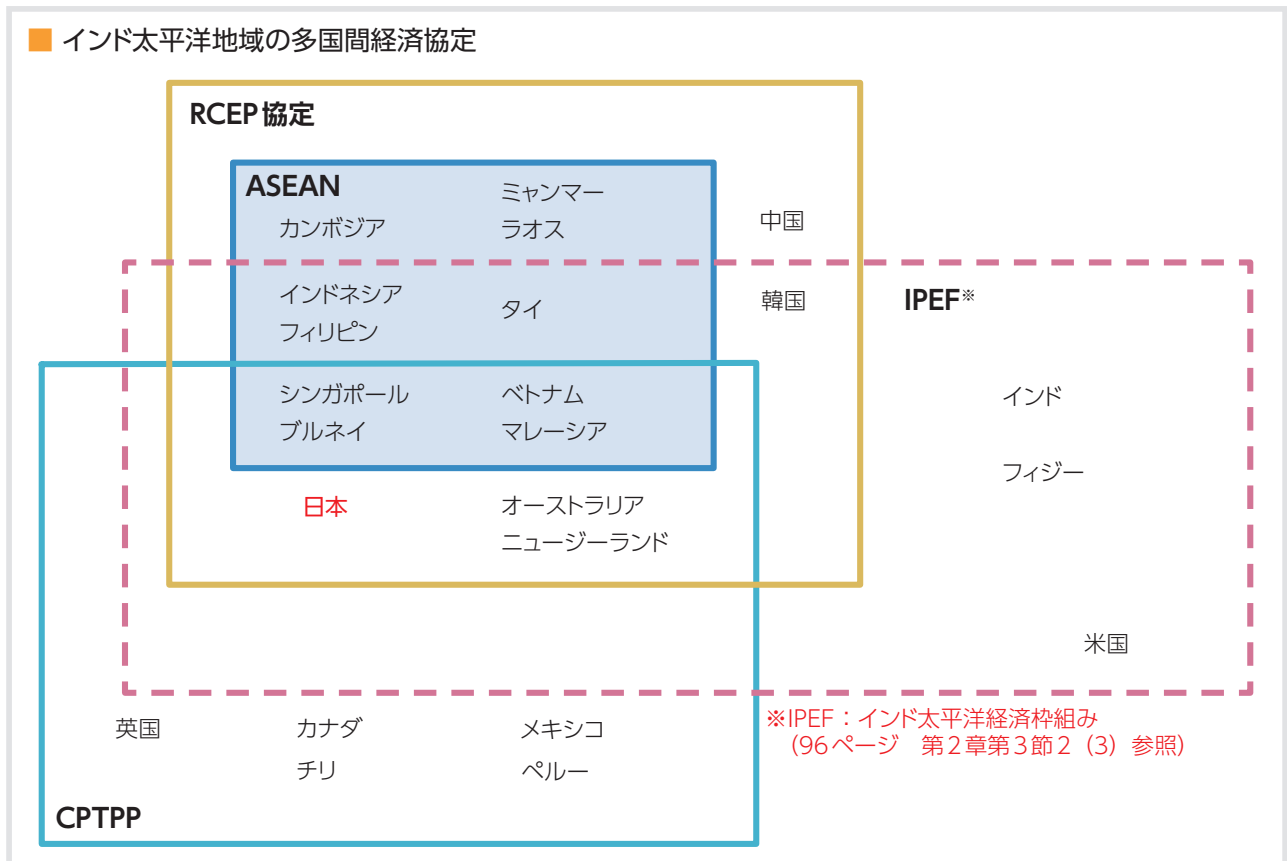 インド太平洋地域の多国間経済協定
RCEP協定
ASEAN
ミャンマー
カンボジア
ラオス
中国
インドネシア
タイ
韓国
IPEF※
フィリピン
シンガポール
ベトナム
インド
ブルネイ
マレーシア
フィジー
日本
オーストラリア
ニュージーランド
米国
英国
カナダ
メキシコ
※IPEF：インド太平洋経済枠組み
（96ページ　第2章第3節2（3）参照）
チリ
ペルー
CPTPP